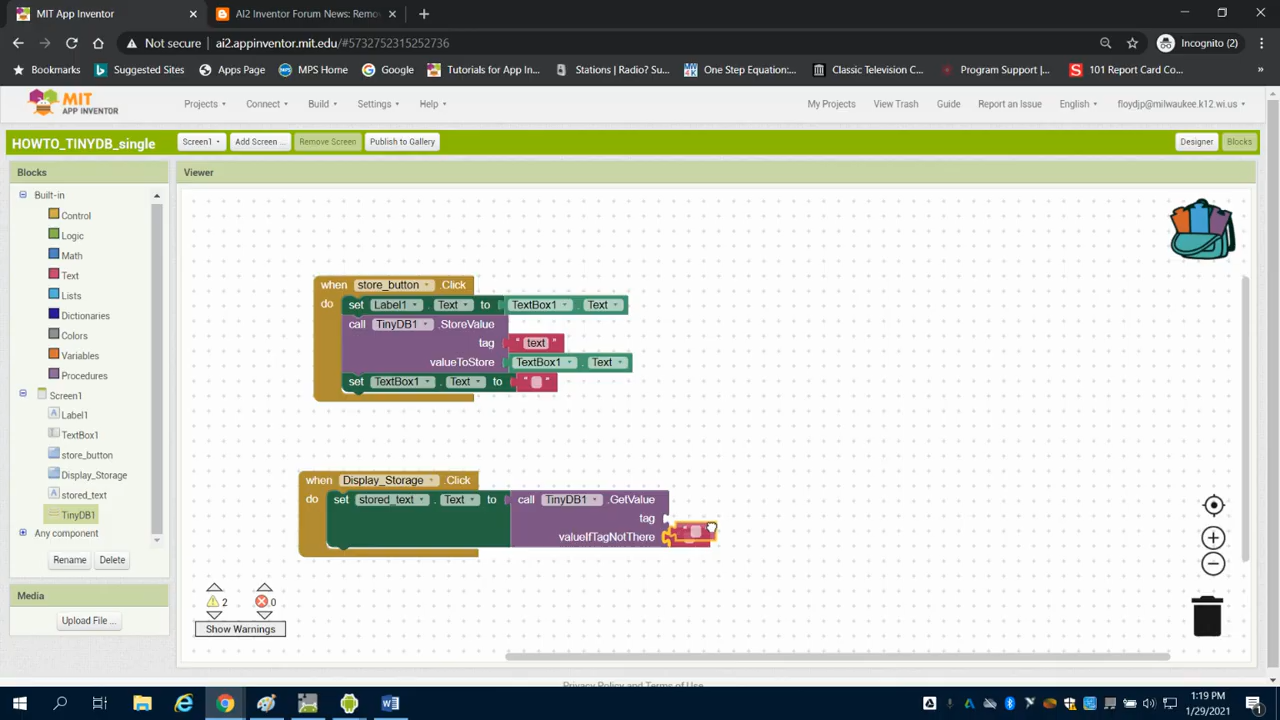 MIT App Inventor
AI2 Inventor Forum News: Remov
Not secure | ai2.appinventor.mit.edu/#5732752315252736
Incognito (2)
Bookmarks
Suggested Sites
Apps Page
MPS Home
Google
Tutorials for App In...
Stations | Radio? Su...
One Step Equation:...
Classic Television C...
Program Support |...
101 Report Card Co...
»
MIT
APP INVENTOR
Projects
Connect
Build
Settings
Help
My Projects
View Trash
Guide
Report an Issue
English
floydjp@milwaukee.k12.wi.us
HOWTO_TINYDB_single
Screen1
Add Screen ...
Remove Screen
Publish to Gallery
Designer
Blocks
Blocks
Viewer
Built-in
Control
Logic
Math
Text
Lists
Dictionaries
Colors
Variables
Procedures
Screen1
Label1
TextBox1
store_button
Display_Storage
stored_text
TinyDB1
Any component
Rename
Delete
Media
Upload File ...
when store_button .Click
do set Label1 . Text to TextBox1 . Text
call TinyDB1 .StoreValue
tag " text "
valueToStore TextBox1 . Text
set TextBox1 . Text to " "
when Display_Storage .Click
do set stored_text . Text to call TinyDB1 .GetValue
tag
valueIfTagNotThere " "
2
0
Show Warnings
Privacy Policy and Terms of Use
1:19 PM
1/29/2021